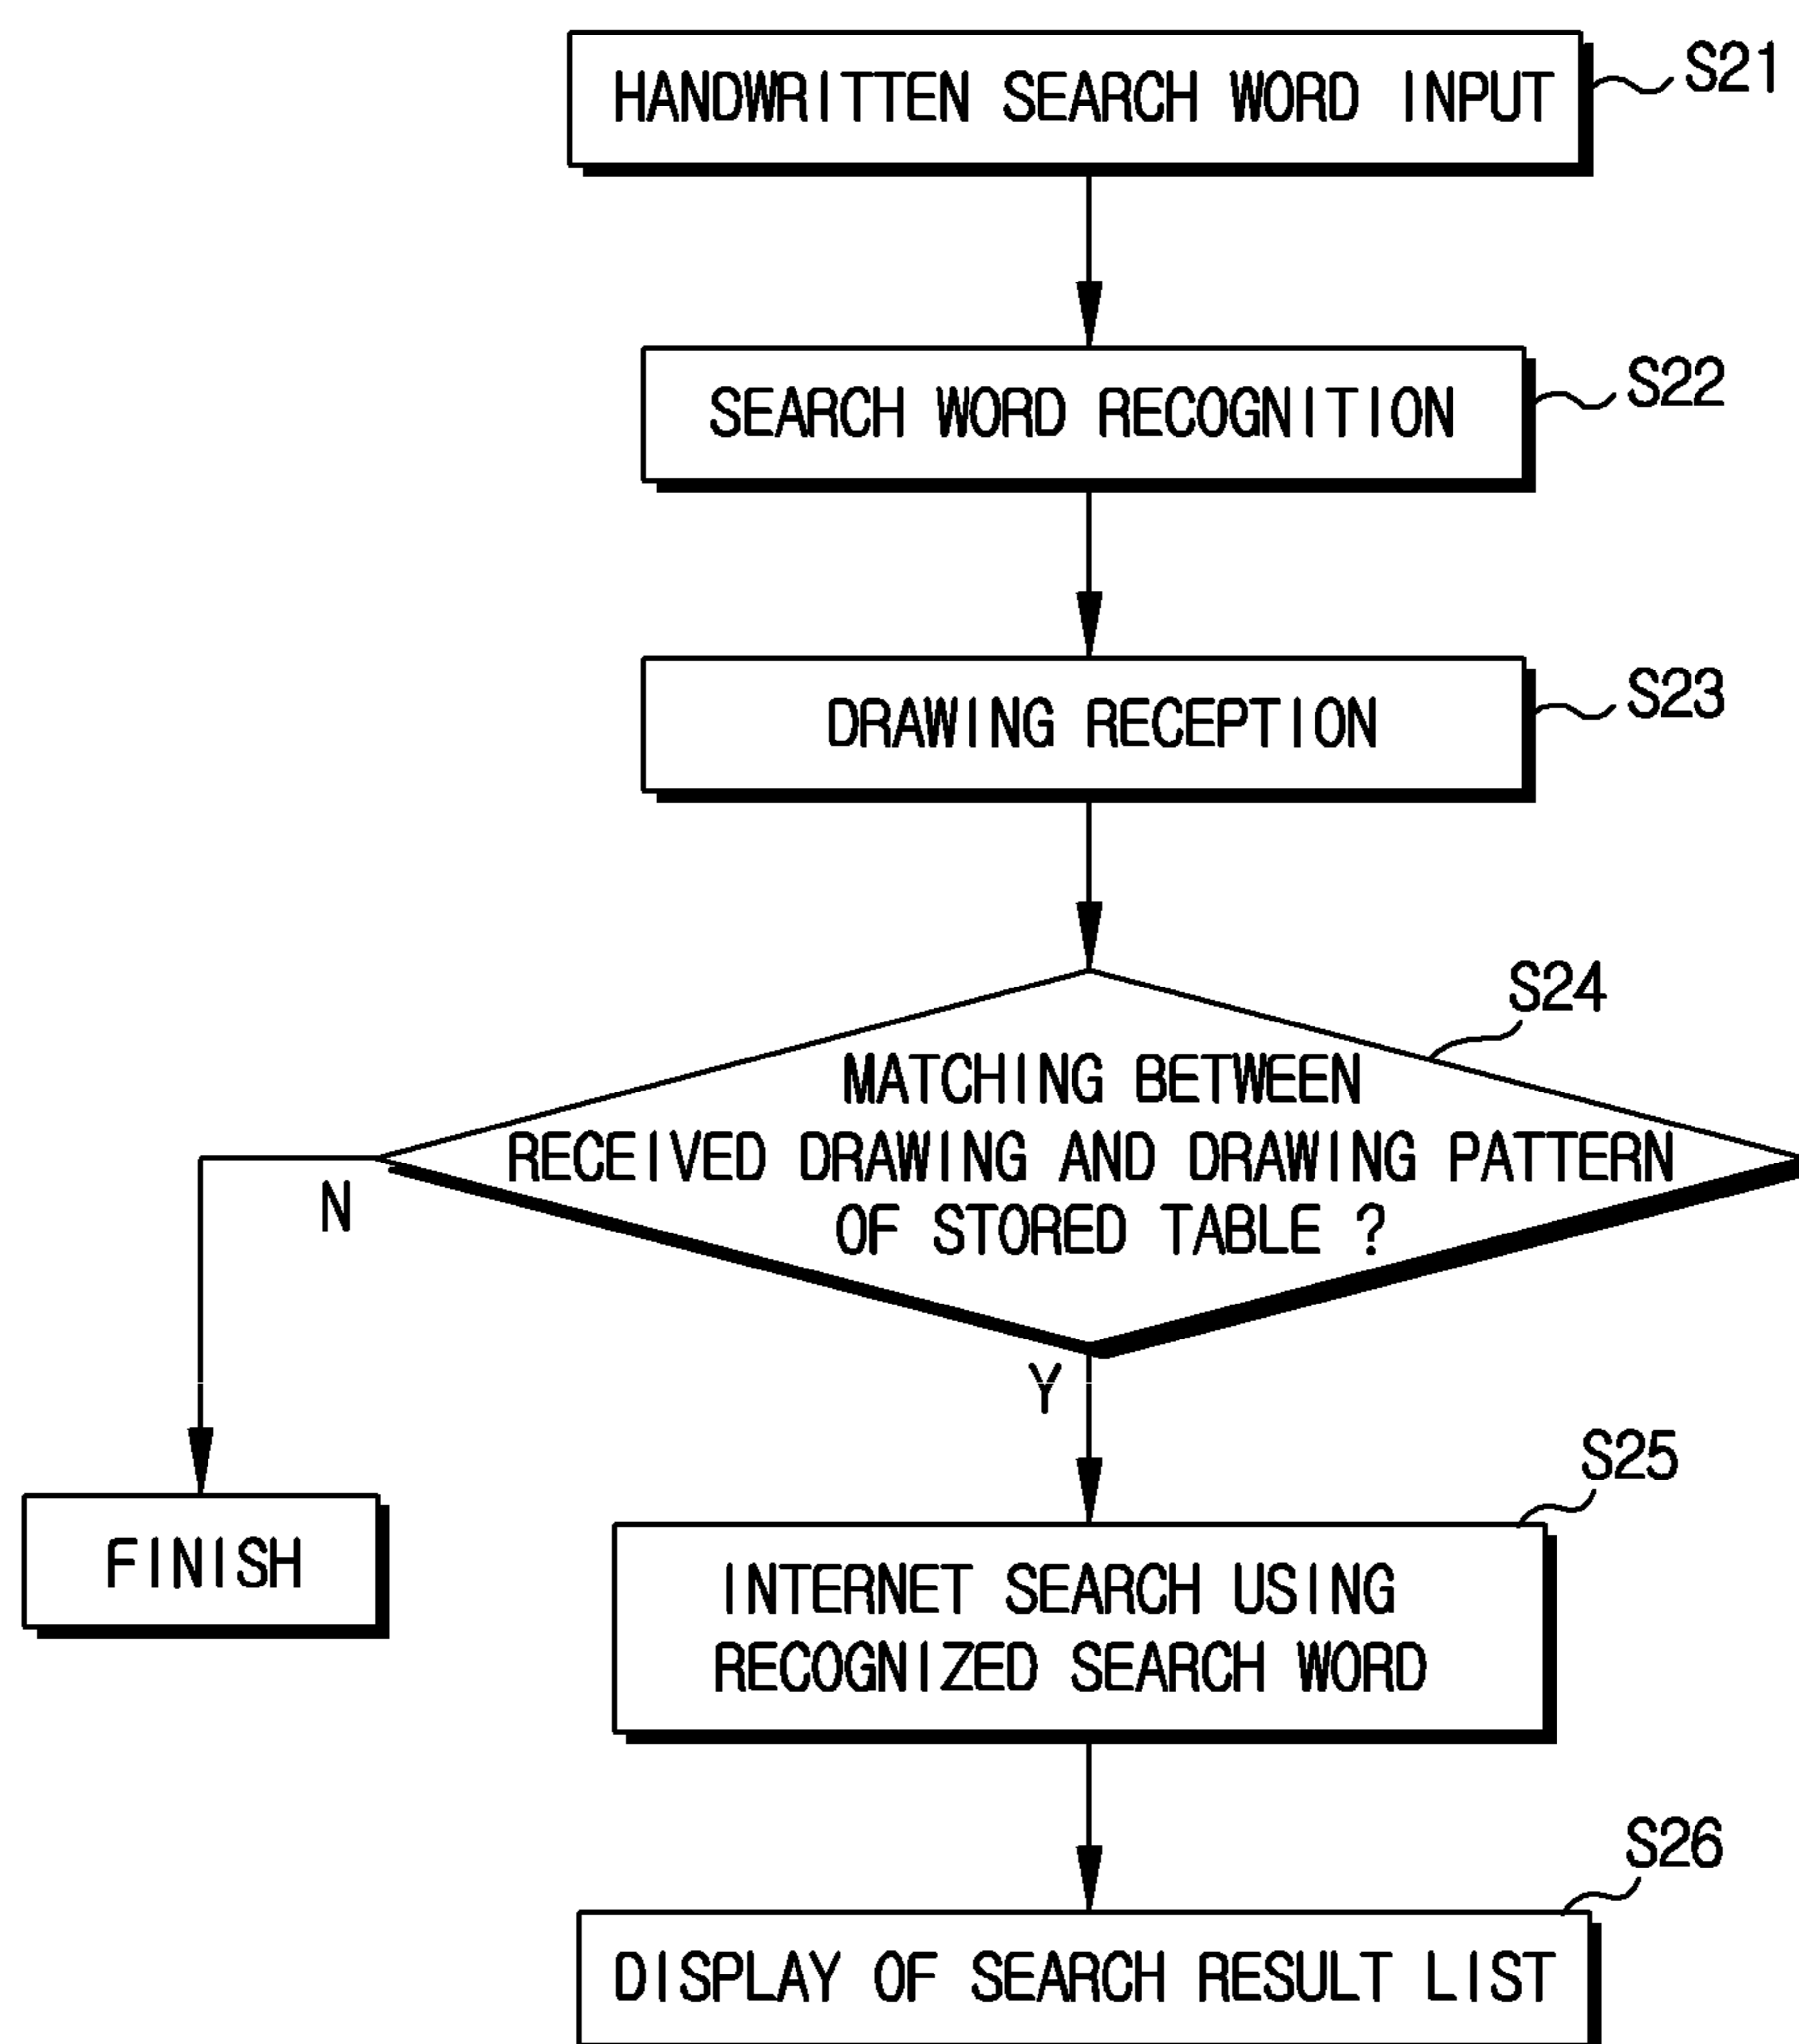 HANDWRITTEN SEARCH WORD INPUT
S21
SEARCH WORD RECOGNITION
S22
DRAWING RECEPTION
S23
S24
MATCHING BETWEEN
RECEIVED DRAWING AND DRAWING PATTERN
OF STORED TABLE ?
N
Y
S25
FINISH
INTERNET SEARCH USING
RECOGNIZED SEARCH WORD
S26
DISPLAY OF SEARCH RESULT LIST